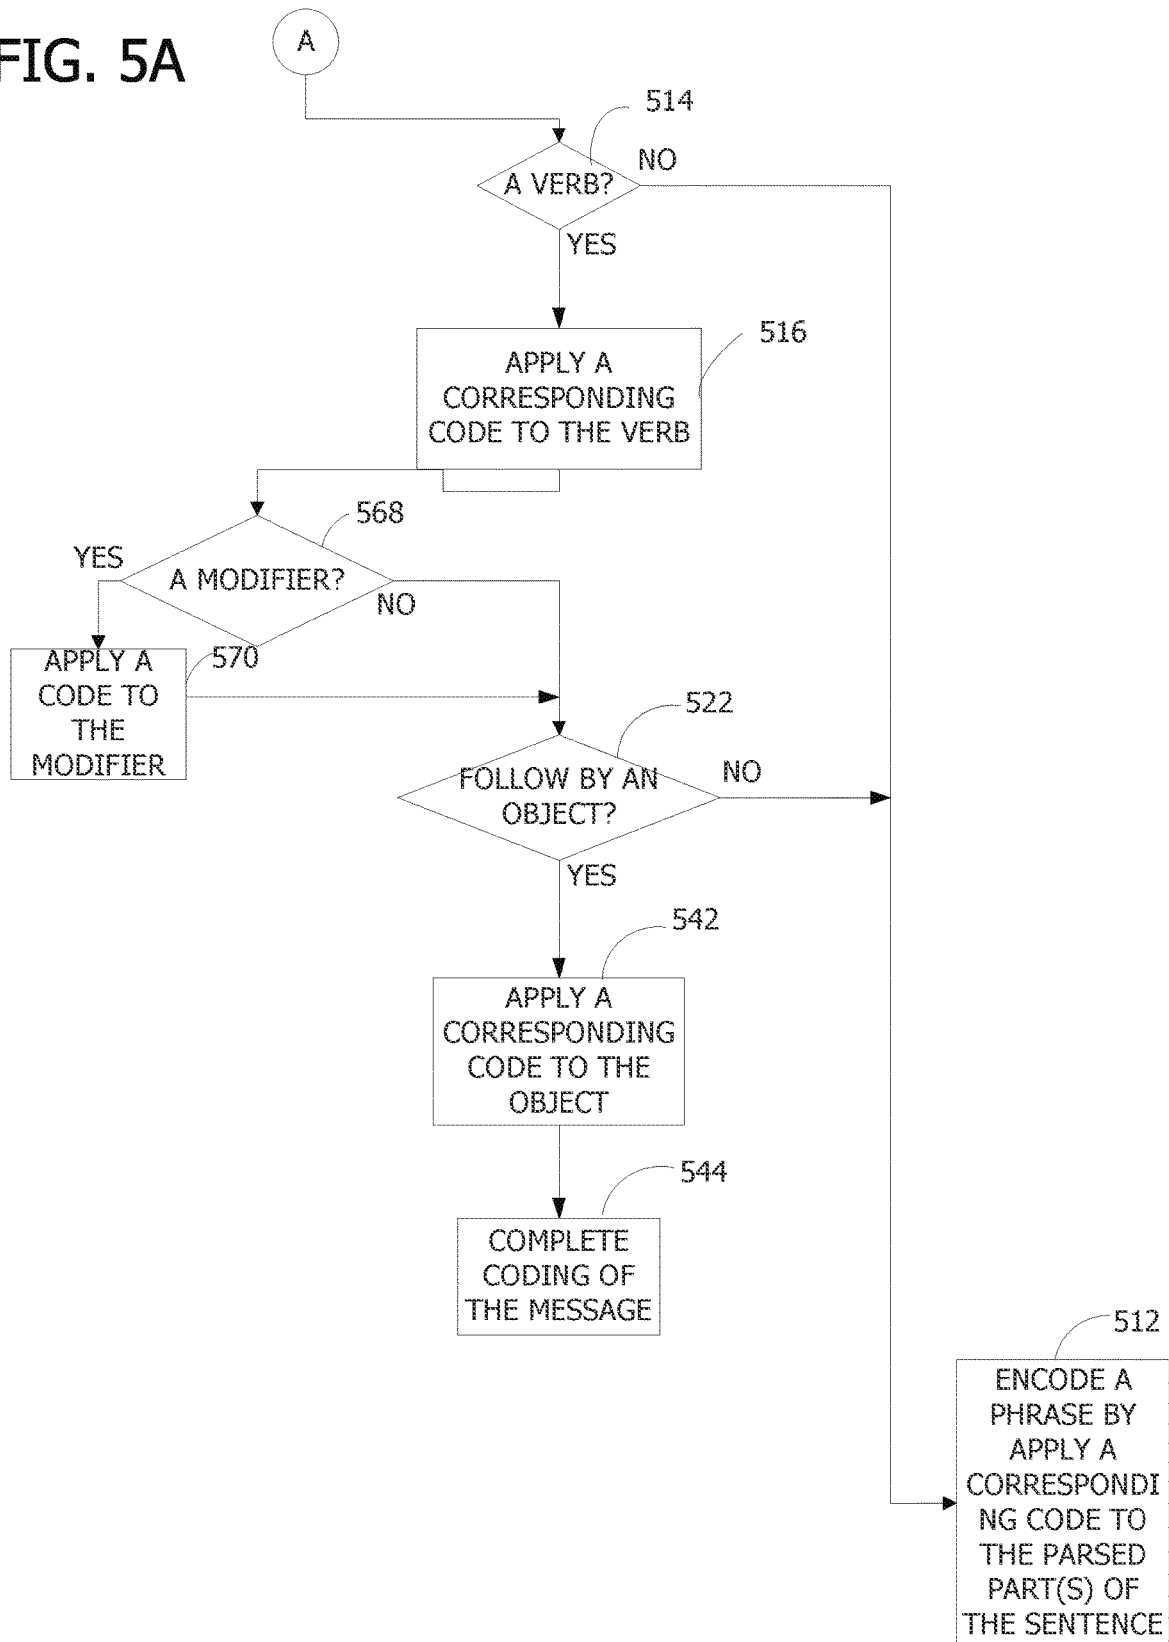 FIG. 5A
A
514
A VERB?
NO
YES
516
APPLY A
CORRESPONDING
CODE TO THE VERB
568
YES
A MODIFIER?
NO
570
APPLY A
CODE TO
THE
MODIFIER
522
FOLLOW BY AN
OBJECT?
NO
YES
542
APPLY A
CORRESPONDING
CODE TO THE
OBJECT
544
COMPLETE
CODING OF
THE MESSAGE
512
ENCODE A
PHRASE BY
APPLY A
CORRESPONDI
NG CODE TO
THE PARSED
PART(S) OF
THE SENTENCE